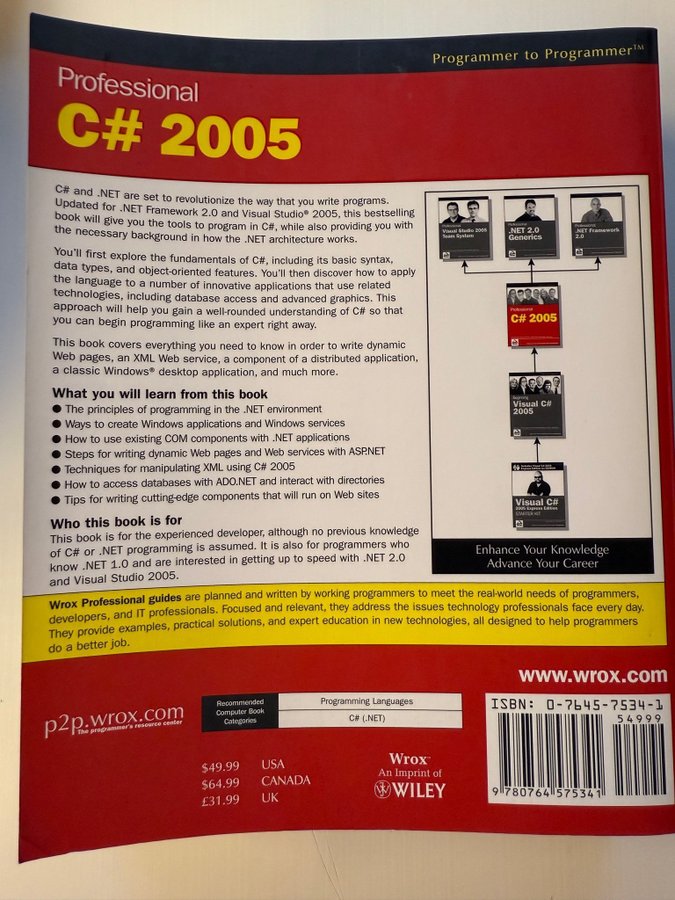 Programmer to Programmer™
Professional
C# 2005
C# and .NET are set to revolutionize the way that you write programs.
Updated for .NET Framework 2.0 and Visual Studio® 2005, this bestselling
book will give you the tools to program in C#, while also providing you with
the necessary background in how the .NET architecture works.
You'll first explore the fundamentals of C#, including its basic syntax,
data types, and object-oriented features. You'll then discover how to apply
the language to a number of innovative applications that use related
technologies, including database access and advanced graphics. This
approach will help you gain a well-rounded understanding of C# so that
you can begin programming like an expert right away.
This book covers everything you need to know in order to write dynamic
Web pages, an XML Web service, a component of a distributed application,
a classic Windows® desktop application, and much more.
What you will learn from this book
● The principles of programming in the .NET environment
● Ways to create Windows applications and Windows services
● How to use existing COM components with .NET applications
● Steps for writing dynamic Web pages and Web services with ASP.NET
● Techniques for manipulating XML using C# 2005
● How to access databases with ADO.NET and interact with directories
● Tips for writing cutting-edge components that will run on Web sites
Who this book is for
This book is for the experienced developer, although no previous knowledge
of C# or .NET programming is assumed. It is also for programmers who
know .NET 1.0 and are interested in getting up to speed with .NET 2.0
and Visual Studio 2005.
Professional
Visual Studio 2005
Team System
Professional
.NET 2.0
Generics
Professional
.NET Framework
2.0
Professional
C# 2005
Beginning
Visual C#
2005
Visual C#
2005 Express Edition
STARTER KIT
Enhance Your Knowledge
Advance Your Career
Wrox Professional guides are planned and written by working programmers to meet the real-world needs of programmers,
developers, and IT professionals. Focused and relevant, they address the issues technology professionals face every day.
They provide examples, practical solutions, and expert education in new technologies, all designed to help programmers
do a better job.
www.wrox.com
p2p.wrox.com
The programmer's resource center
Recommended
Computer Book
Categories
Programming Languages
C# (.NET)
$49.99 USA
$64.99 CANADA
£31.99 UK
Wrox™
An Imprint of
WILEY
ISBN: 0-7645-7534-1
54999
9 780764 575341